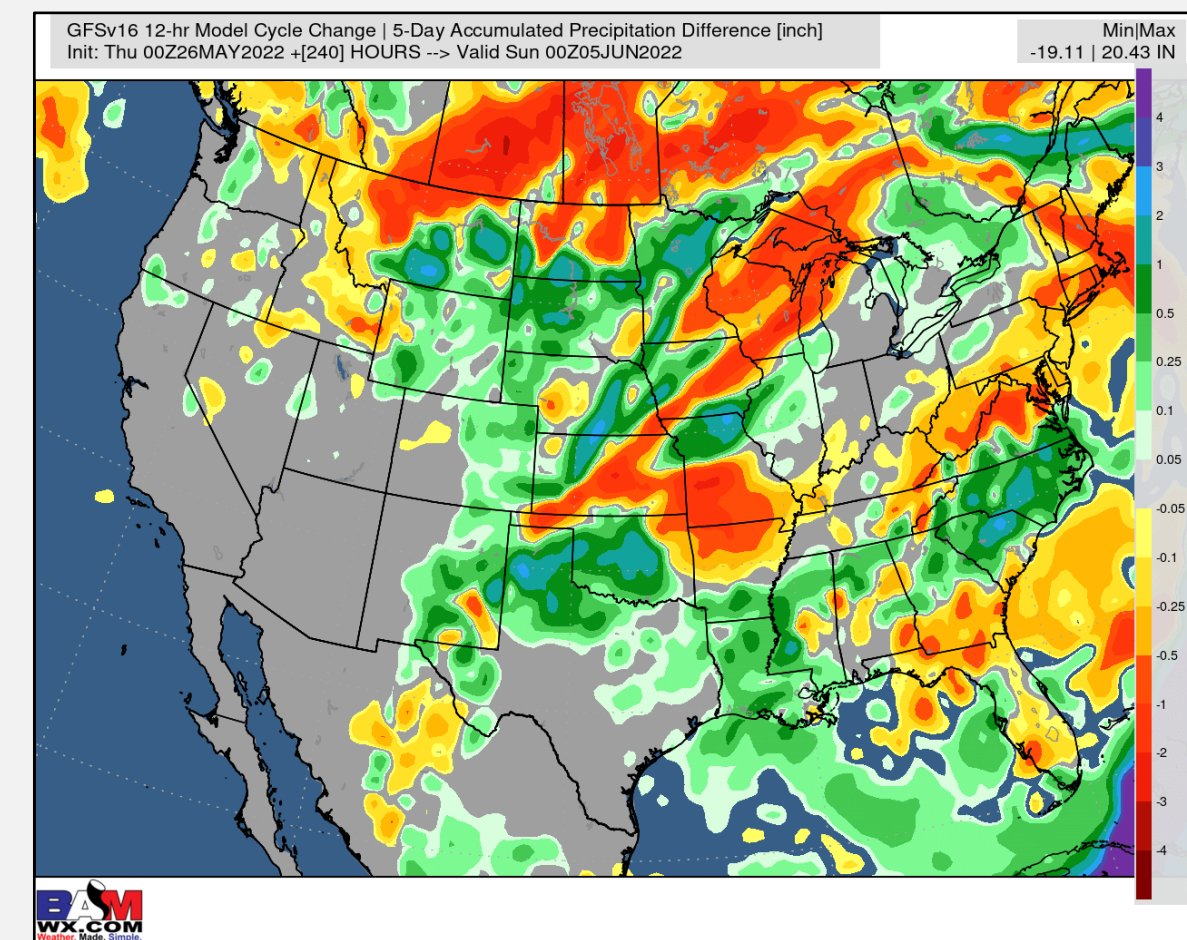 GFSv16 12-hr Model Cycle Change | 5-Day Accumulated Precipitation Difference [inch]
Init: Thu 00Z26MAY2022 +[240] HOURS --> Valid Sun 00Z05JUN2022
Min|Max
-19.11 | 20.43 IN
4
3
2
1
0.5
0.25
0.1
0.05
-0.05
-0.1
-0.25
-0.5
-1
-2
-3
-4
BAM
WX.COM
Weather. Made. Simple.